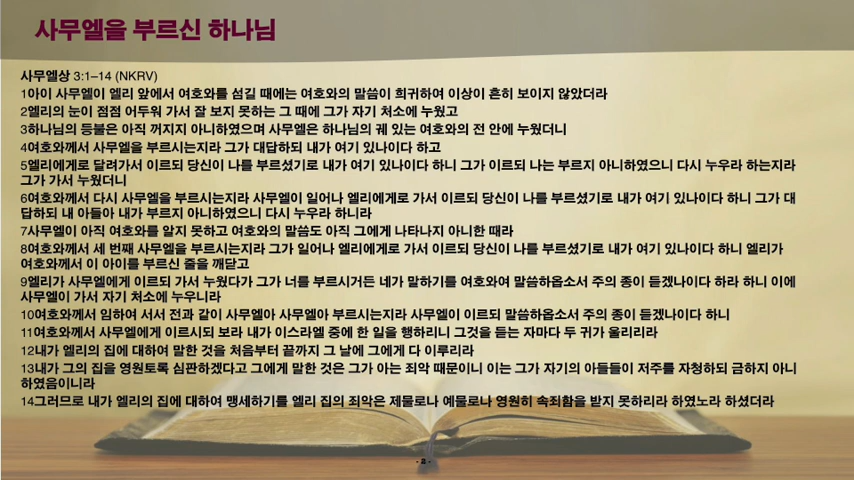 사무엘을 부르신 하나님
사무엘상 3:1–14 (NKRV)
1아이 사무엘이 엘리 앞에서 여호와를 섬길 때에는 여호와의 말씀이 희귀하여 이상이 흔히 보이지 않았더라
2엘리의 눈이 점점 어두워 가서 잘 보지 못하는 그 때에 그가 자기 처소에 누웠고
3하나님의 등불은 아직 꺼지지 아니하였으며 사무엘은 하나님의 궤 있는 여호와의 전 안에 누웠더니
4여호와께서 사무엘을 부르시는지라 그가 대답하되 내가 여기 있나이다 하고
5엘리에게로 달려가서 이르되 당신이 나를 부르셨기로 내가 여기 있나이다 하니 그가 이르되 나는 부르지 아니하였으니 다시 누우라 하는지라
그가 가서 누웠더니
6여호와께서 다시 사무엘을 부르시는지라 사무엘이 일어나 엘리에게로 가서 이르되 당신이 나를 부르셨기로 내가 여기 있나이다 하니 그가 대
답하되 내 아들아 내가 부르지 아니하였으니 다시 누우라 하니라
7사무엘이 아직 여호와를 알지 못하고 여호와의 말씀도 아직 그에게 나타나지 아니한 때라
8여호와께서 세 번째 사무엘을 부르시는지라 그가 일어나 엘리에게로 가서 이르되 당신이 나를 부르셨기로 내가 여기 있나이다 하니 엘리가
여호와께서 이 아이를 부르신 줄을 깨닫고
9엘리가 사무엘에게 이르되 가서 누웠다가 그가 너를 부르시거든 네가 말하기를 여호와여 말씀하옵소서 주의 종이 듣겠나이다 하라 하니 이에
사무엘이 가서 자기 처소에 누우니라
10여호와께서 임하여 서서 전과 같이 사무엘아 사무엘아 부르시는지라 사무엘이 이르되 말씀하옵소서 주의 종이 듣겠나이다 하니
11여호와께서 사무엘에게 이르시되 보라 내가 이스라엘 중에 한 일을 행하리니 그것을 듣는 자마다 두 귀가 울리리라
12내가 엘리의 집에 대하여 말한 것을 처음부터 끝까지 그 날에 그에게 다 이루리라
13내가 그의 집을 영원토록 심판하겠다고 그에게 말한 것은 그가 아는 죄악 때문이니 이는 그가 자기의 아들들이 저주를 자청하되 금하지 아니
하였음이니라
14그러므로 내가 엘리의 집에 대하여 맹세하기를 엘리 집의 죄악은 제물로나 예물로나 영원히 속죄함을 받지 못하리라 하였노라 하셨더라
- 2 -